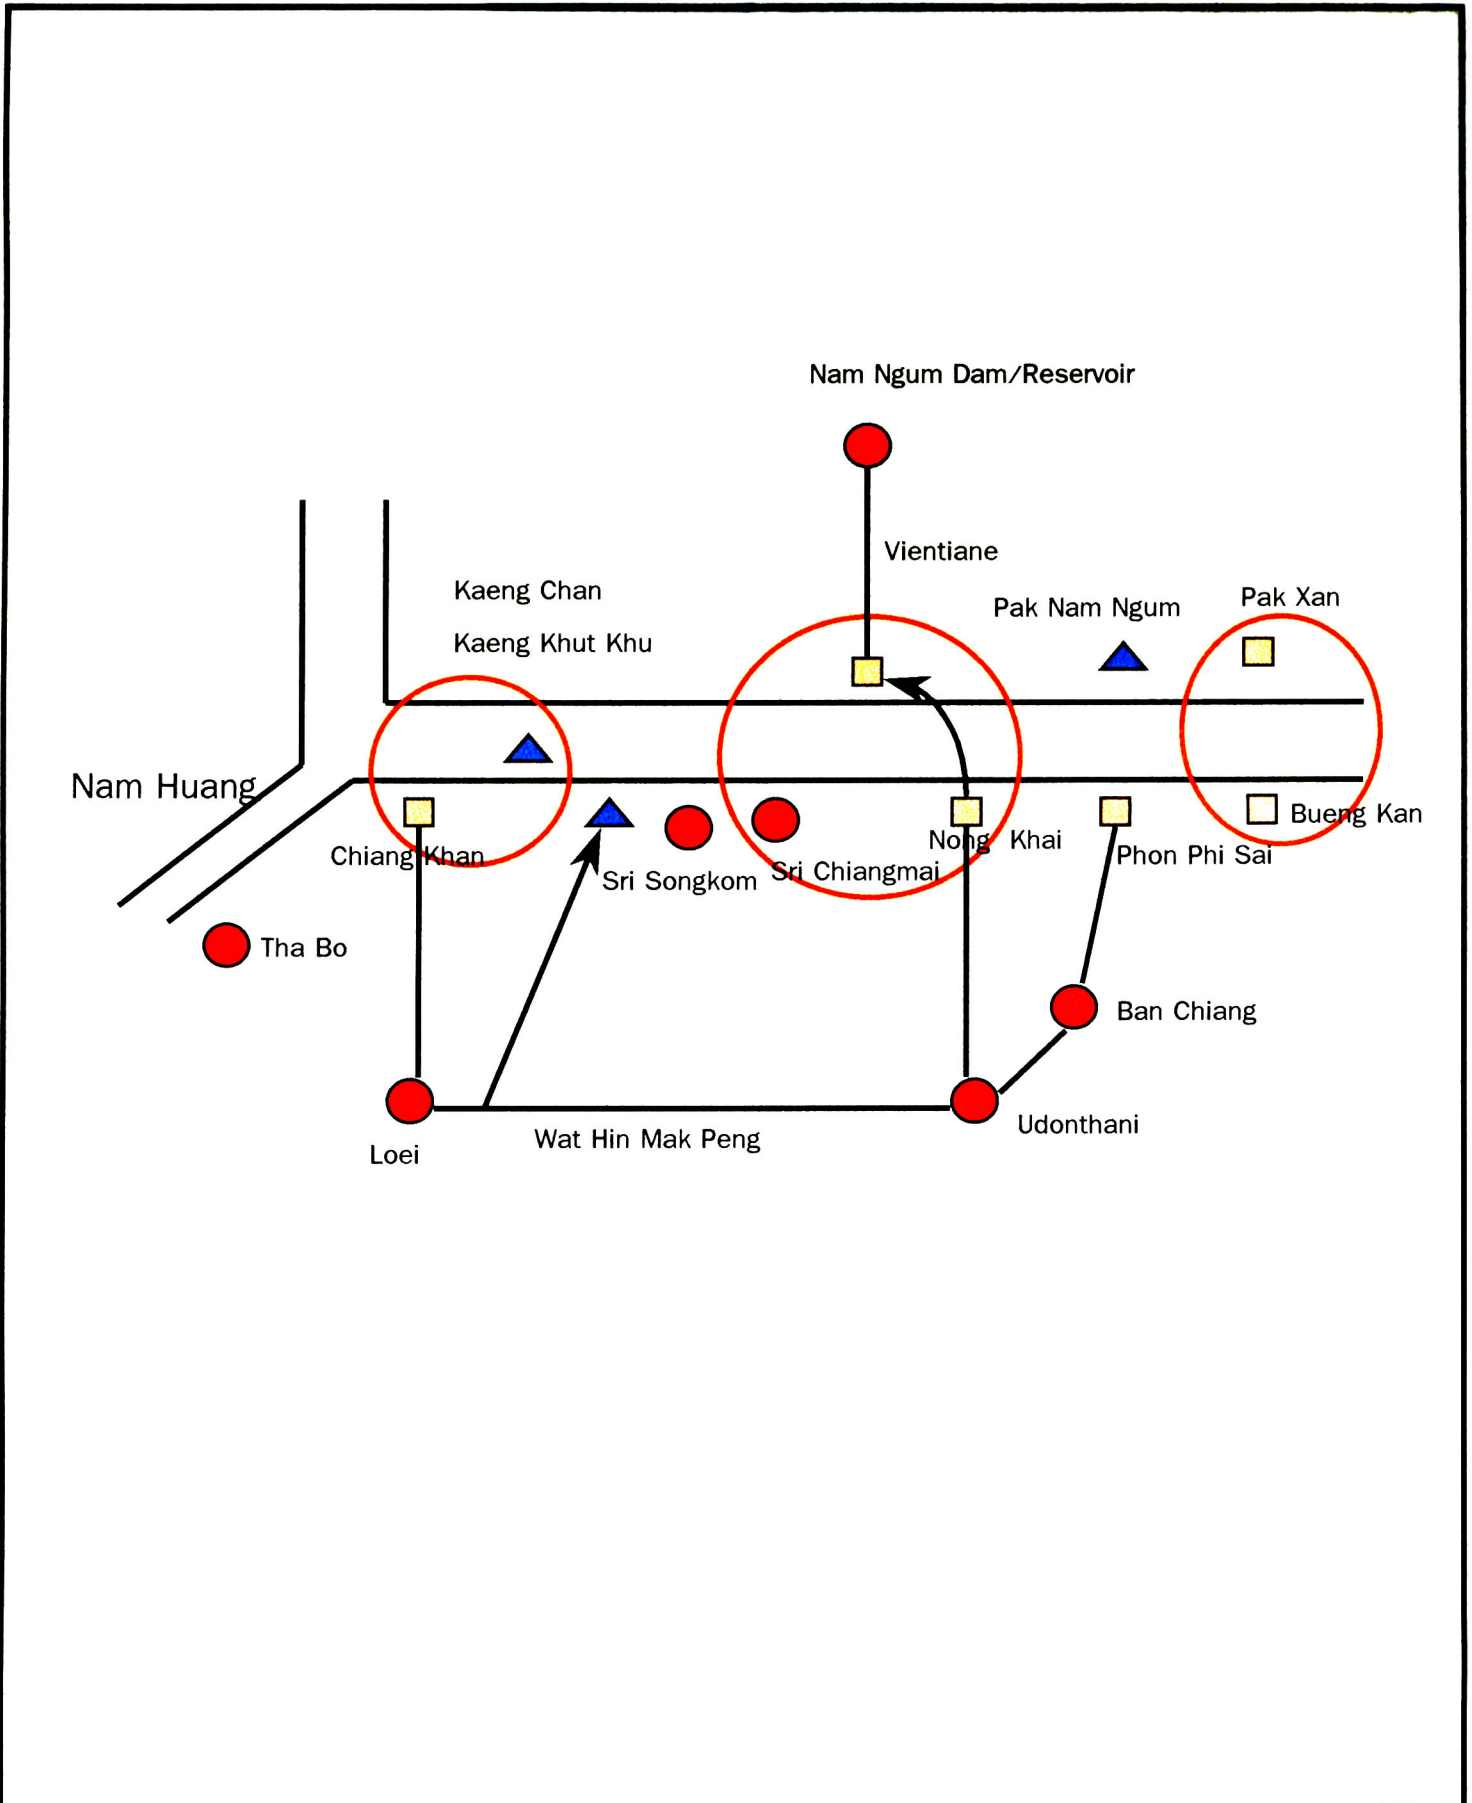 Nam Ngum Dam/Reservoir
Vientiane
Kaeng Chan
Pak Xan
Pak Nam Ngum
Kaeng Khut Khu
Nam Huang
Bueng Kan
Nong Khai
Chiang Khan
Phon Phi Sai
Sri Chiangmai
Sri Songkom
Tha Bo
Ban Chiang
Udonthani
Wat Hin Mak Peng
Loei